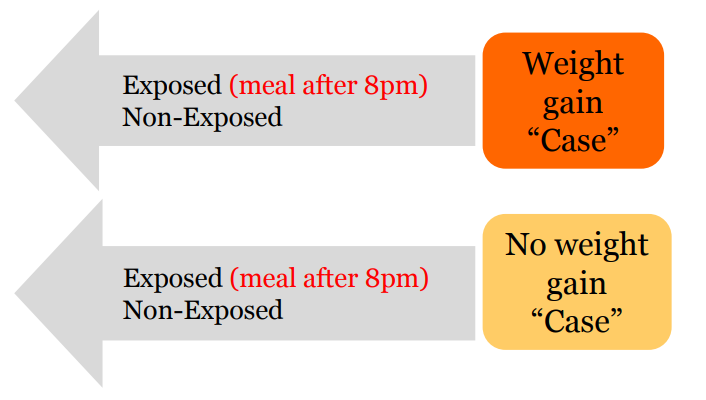 Exposed (meal after 8pm)
Non-Exposed
Weight
gain
“Case”
Exposed (meal after 8pm)
Non-Exposed
No weight
gain
“Case”